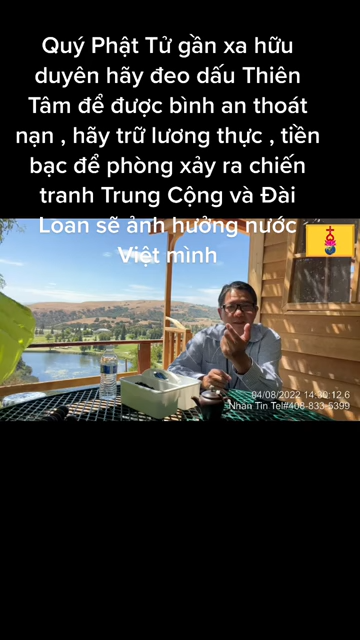 Quý Phật Tử gần xa hữu
duyên hãy đeo dấu Thiên
Tâm để được bình an thoát
nạn , hãy trữ lương thực , tiền
bạc để phòng xảy ra chiến
tranh Trung Cộng và Đài
Loan sẽ ảnh hưởng nước
Việt mình
04/08/2022 14:30:12.6
Nhắn Tin Tel#408-833-5399